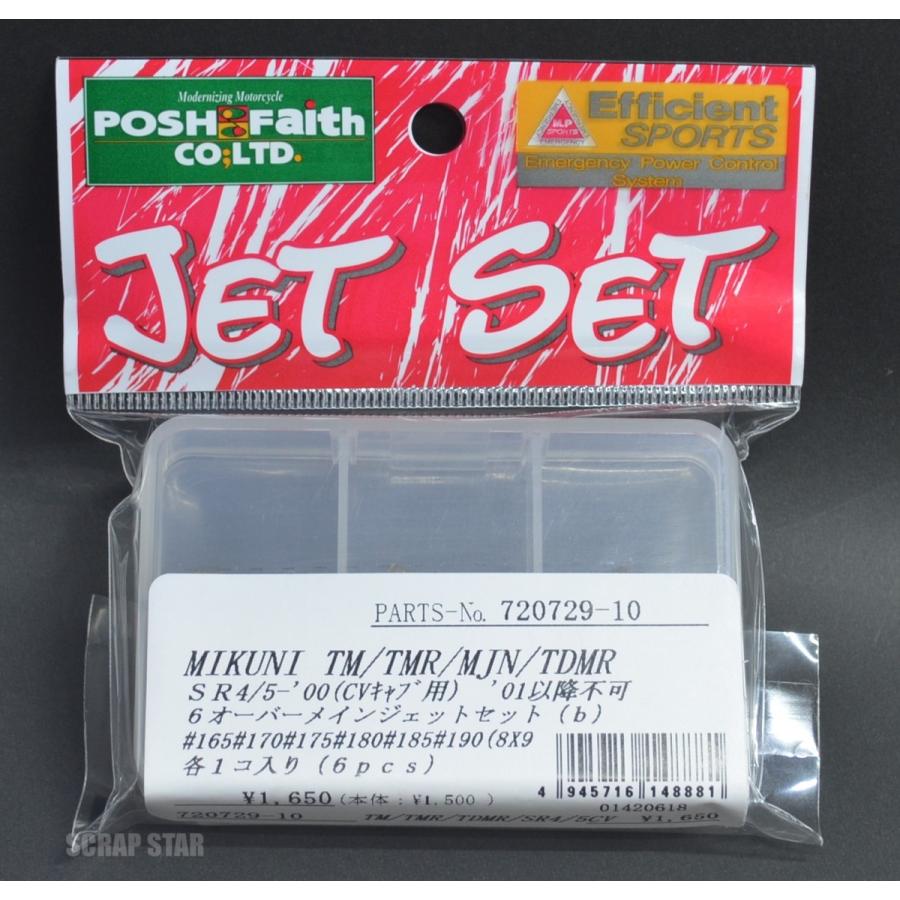 Modernizing Motorcycle
POSH Faith
CO;LTD.
M.P
SPORTS
EMERGENCY
Efficient
SPORTS
Emergency Power Control
System
JET SET
PARTS-No. 720729-10
MIKUNI TM/TMR/MJN/TDMR
SR4/5-'00(CVｷｬﾌﾞ用) '01以降不可
6オーバーメインジェットセット(b)
#165#170#175#180#185#190(8X9
各1コ入り(6pcs)
4 945716 148881
¥1,650(本体:¥1,500)
01420618
720729-10 TM/TMR/TDMR/SR4/5CV ¥1,650
SCRAP STAR